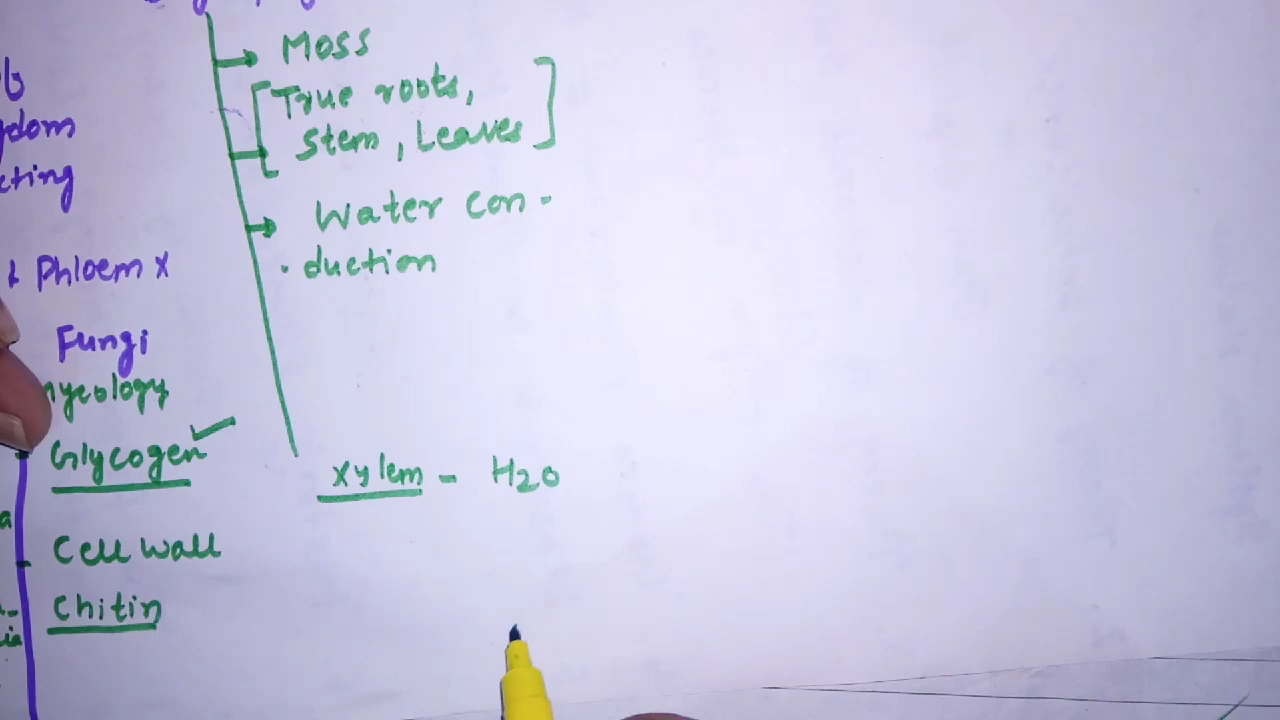 Moss
[True roots,
Stem, Leaves]
Water con-
-duction
Phloem x
Fungi
Glycogen
xylem - H2O
Cell Wall
Chitin